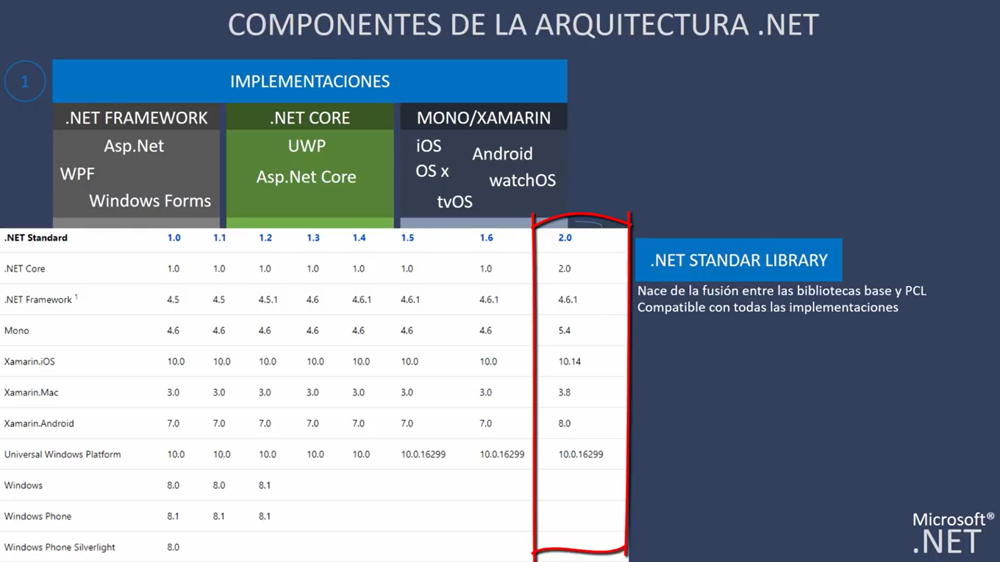 COMPONENTES DE LA ARQUITECTURA .NET
1
IMPLEMENTACIONES
.NET FRAMEWORK
Asp.Net
WPF
Windows Forms
.NET CORE
UWP
Asp.Net Core
MONO/XAMARIN
iOS
Android
OS x
watchOS
tvOS
.NET Standard 1.0 1.1 1.2 1.3 1.4 1.5 1.6 2.0
.NET Core 1.0 1.0 1.0 1.0 1.0 1.0 1.0 2.0
.NET Framework 1 4.5 4.5 4.5.1 4.6 4.6.1 4.6.1 4.6.1 4.6.1
Mono 4.6 4.6 4.6 4.6 4.6 4.6 4.6 5.4
Xamarin.iOS 10.0 10.0 10.0 10.0 10.0 10.0 10.0 10.14
Xamarin.Mac 3.0 3.0 3.0 3.0 3.0 3.0 3.0 3.8
Xamarin.Android 7.0 7.0 7.0 7.0 7.0 7.0 7.0 8.0
Universal Windows Platform 10.0 10.0 10.0 10.0 10.0 10.0.16299 10.0.16299 10.0.16299
Windows 8.0 8.0 8.1
Windows Phone 8.1 8.1 8.1
Windows Phone Silverlight 8.0
.NET STANDAR LIBRARY
Nace de la fusión entre las bibliotecas base y PCL
Compatible con todas las implementaciones
Microsoft®
.NET